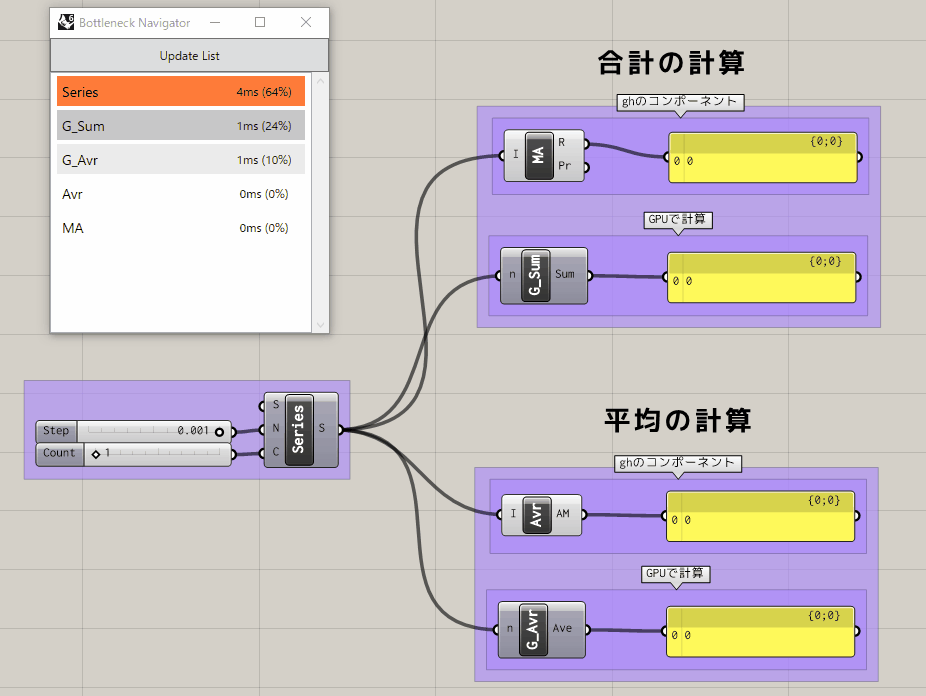 Bottleneck Navigator
Update List
Series 4ms (64%)
G_Sum 1ms (24%)
G_Avr 1ms (10%)
Avr 0ms (0%)
MA 0ms (0%)
合計の計算
ghのコンポーネント
I MA R Pr
{0;0}
0 0
GPUで計算
n G_Sum Sum
{0;0}
0 0
Step 0.001
Count 1
S N C Series S
平均の計算
ghのコンポーネント
I Avr AM
{0;0}
0 0
GPUで計算
n G_Avr Ave
{0;0}
0 0